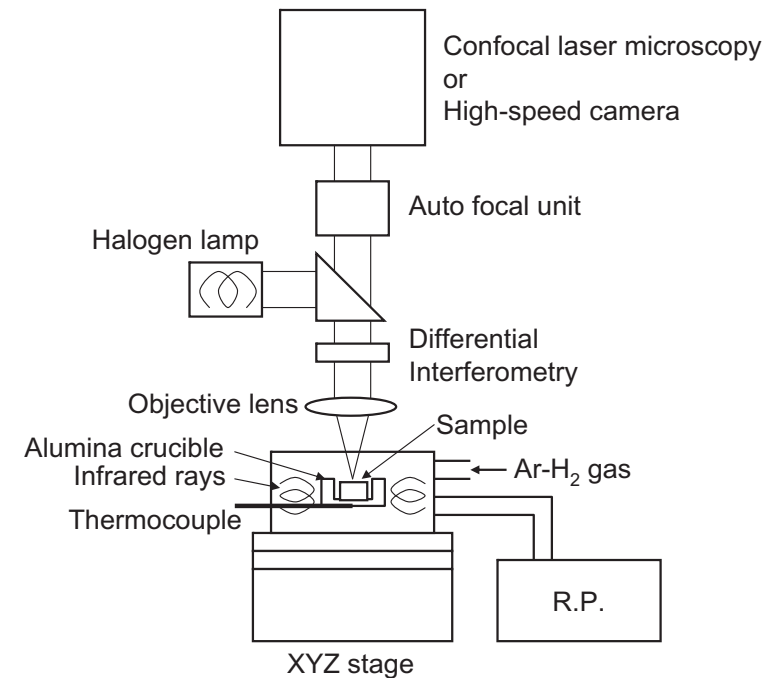 Confocal laser microscopy
or
High-speed camera
Auto focal unit
Halogen lamp
Differential
Interferometry
Objective lens
Sample
Alumina crucible
Infrared rays
Ar-H₂ gas
Thermocouple
R.P.
XYZ stage